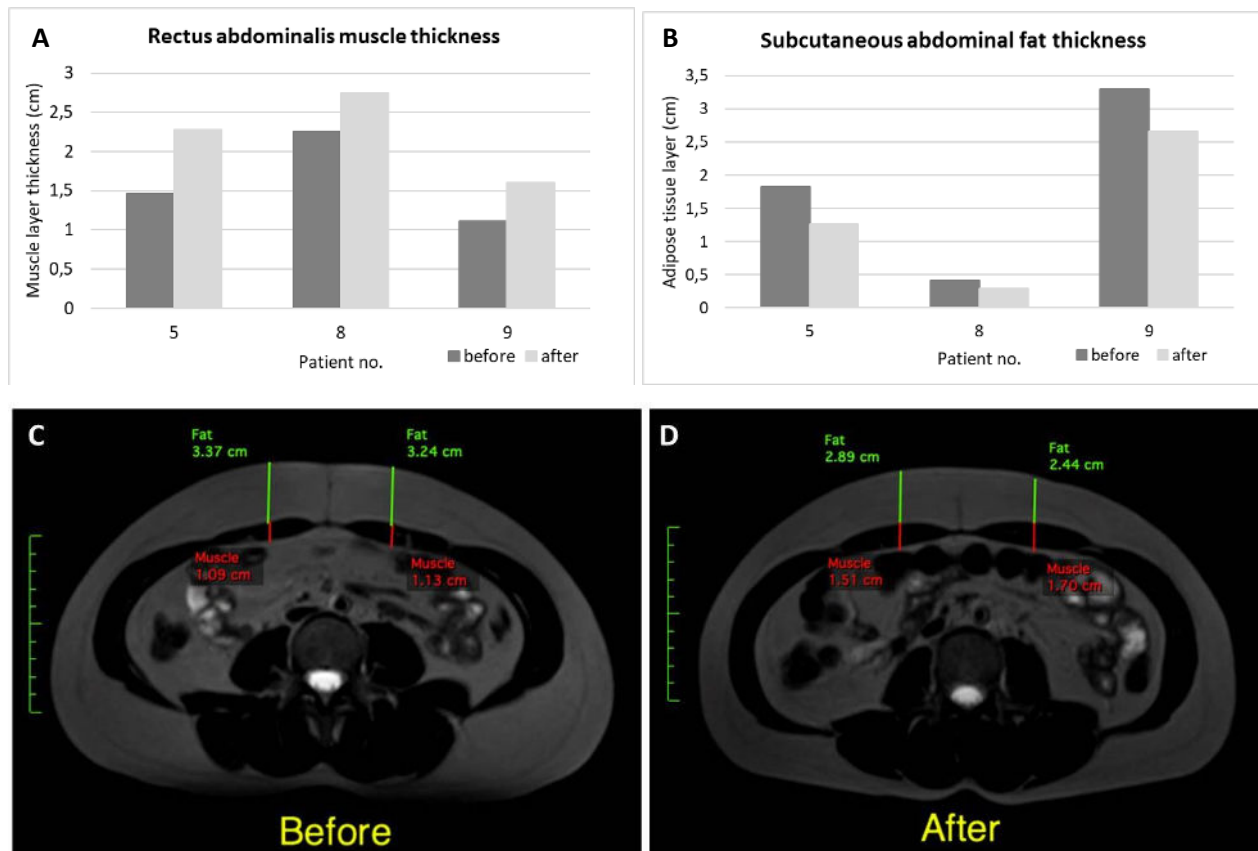 A
Rectus abdominalis muscle thickness
Muscle layer thickness (cm)
3
2,5
2
1,5
1
0,5
0
5
8
9
Patient no.
before
after
B
Subcutaneous abdominal fat thickness
Adipose tissue layer (cm)
3,5
3
2,5
2
1,5
1
0,5
0
5
8
9
Patient no.
before
after
C
Fat
3.37 cm
Fat
3.24 cm
Muscle
1.09 cm
Muscle
1.13 cm
Before
D
Fat
2.89 cm
Fat
2.44 cm
Muscle
1.51 cm
Muscle
1.70 cm
After